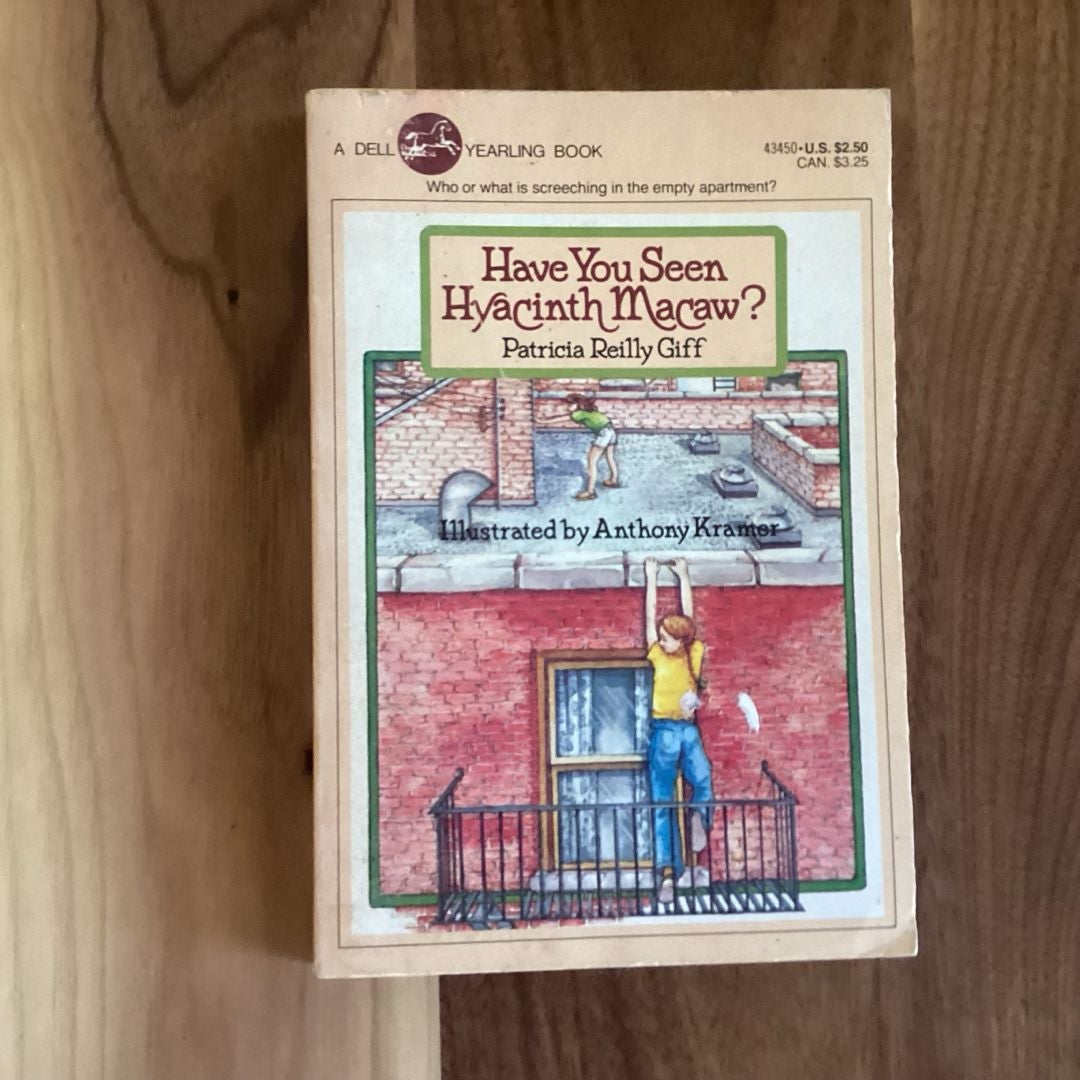 A DELL YEARLING BOOK
43450•U.S. $2.50
CAN. $3.25
Who or what is screeching in the empty apartment?
Have You Seen
Hyacinth Macaw?
Patricia Reilly Giff
Illustrated by Anthony Kramer